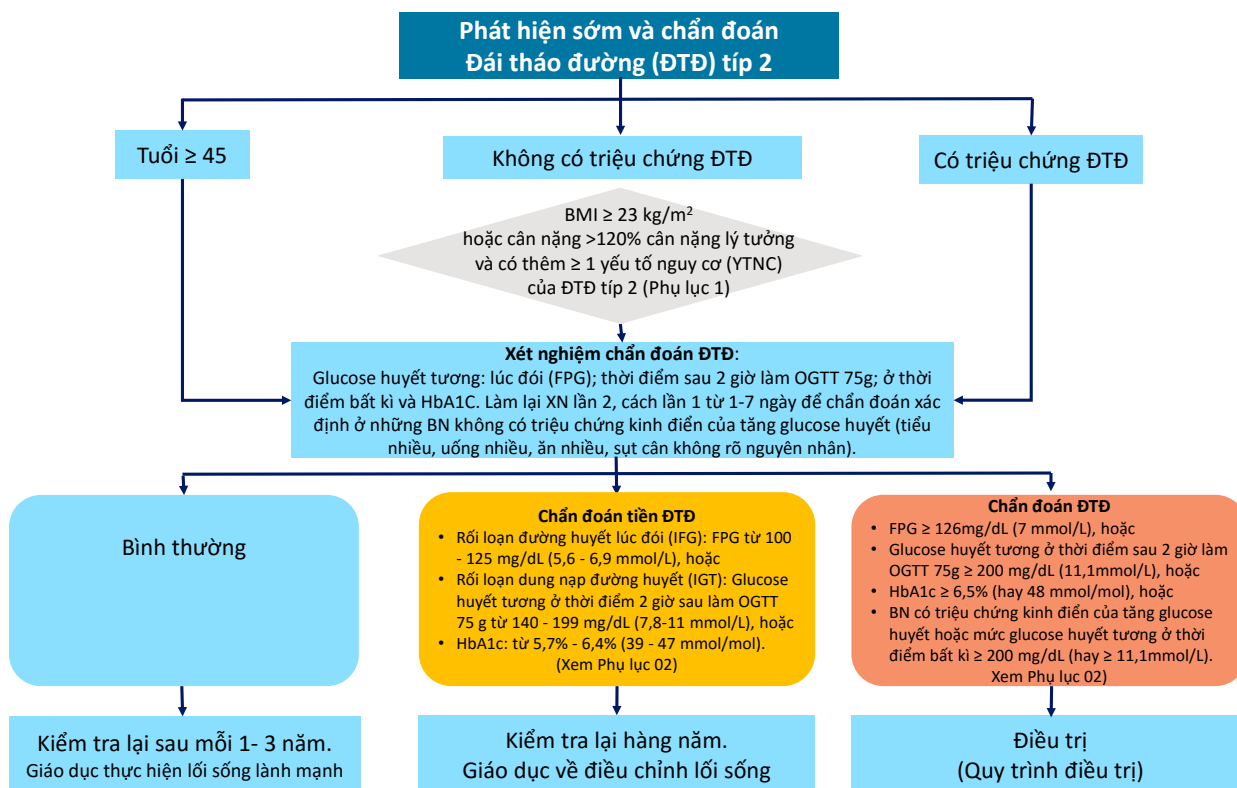 Phát hiện sớm và chẩn đoán
Đái tháo đường (ĐTĐ) típ 2
Tuổi ≥ 45
Không có triệu chứng ĐTĐ
Có triệu chứng ĐTĐ
BMI ≥ 23 kg/m²
hoặc cân nặng >120% cân nặng lý tưởng
và có thêm ≥ 1 yếu tố nguy cơ (YTNC)
của ĐTĐ típ 2 (Phụ lục 1)
Xét nghiệm chẩn đoán ĐTĐ:
Glucose huyết tương: lúc đói (FPG); thời điểm sau 2 giờ làm OGTT 75g; ở thời
điểm bất kì và HbA1C. Làm lại XN lần 2, cách lần 1 từ 1-7 ngày để chẩn đoán xác
định ở những BN không có triệu chứng kinh điển của tăng glucose huyết (tiểu
nhiều, uống nhiều, ăn nhiều, sụt cân không rõ nguyên nhân).
Bình thường
Chẩn đoán tiền ĐTĐ
• Rối loạn đường huyết lúc đói (IFG): FPG từ 100
- 125 mg/dL (5,6 - 6,9 mmol/L), hoặc
• Rối loạn dung nạp đường huyết (IGT): Glucose
huyết tương ở thời điểm 2 giờ sau làm OGTT
75 g từ 140 - 199 mg/dL (7,8-11 mmol/L), hoặc
• HbA1c: từ 5,7% - 6,4% (39 - 47 mmol/mol).
(Xem Phụ lục 02)
Chẩn đoán ĐTĐ
• FPG ≥ 126mg/dL (7 mmol/L), hoặc
• Glucose huyết tương ở thời điểm sau 2 giờ làm
OGTT 75g ≥ 200 mg/dL (11,1mmol/L), hoặc
• HbA1c ≥ 6,5% (hay 48 mmol/mol), hoặc
• BN có triệu chứng kinh điển của tăng glucose
huyết hoặc mức glucose huyết tương ở thời
điểm bất kì ≥ 200 mg/dL (hay ≥ 11,1mmol/L).
Xem Phụ lục 02)
Kiểm tra lại sau mỗi 1- 3 năm.
Giáo dục thực hiện lối sống lành mạnh
Kiểm tra lại hàng năm.
Giáo dục về điều chỉnh lối sống
Điều trị
(Quy trình điều trị)